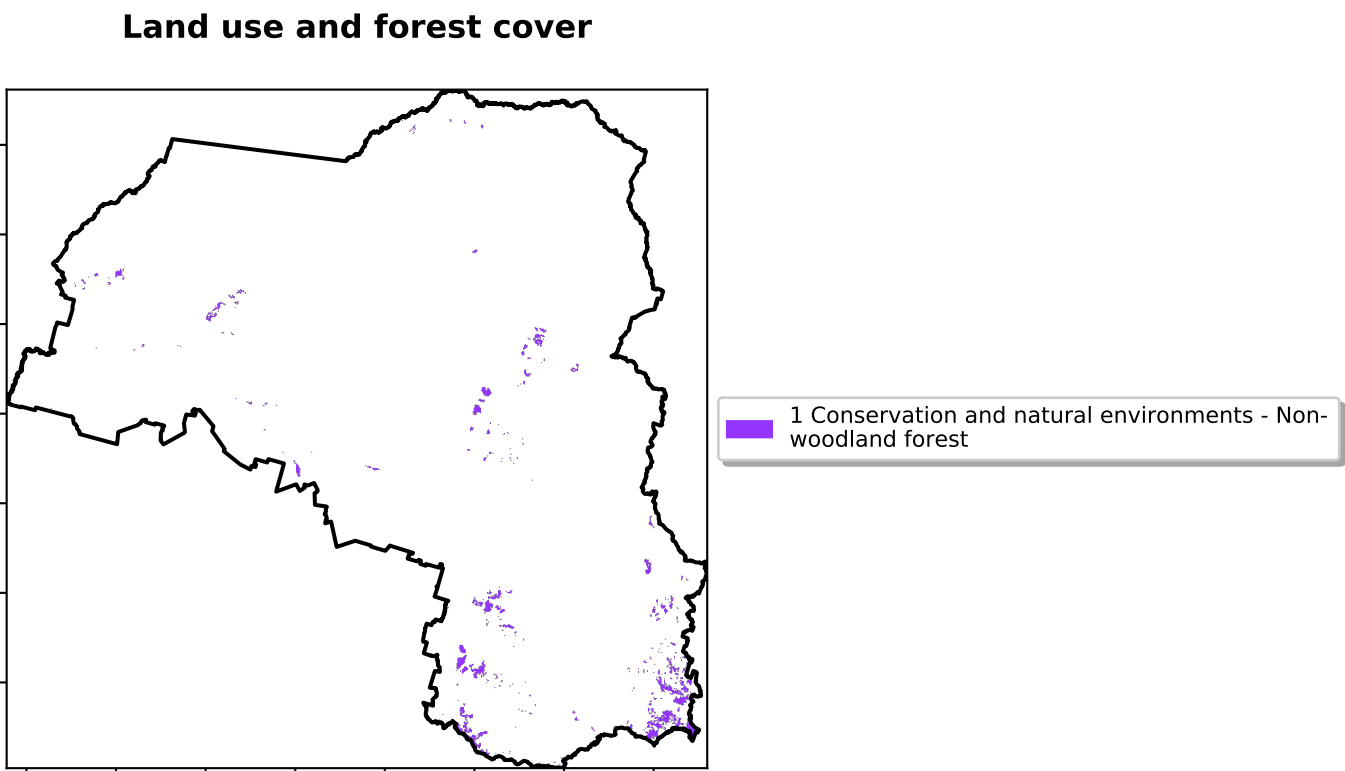 Land use and forest cover
1 Conservation and natural environments - Non-
woodland forest